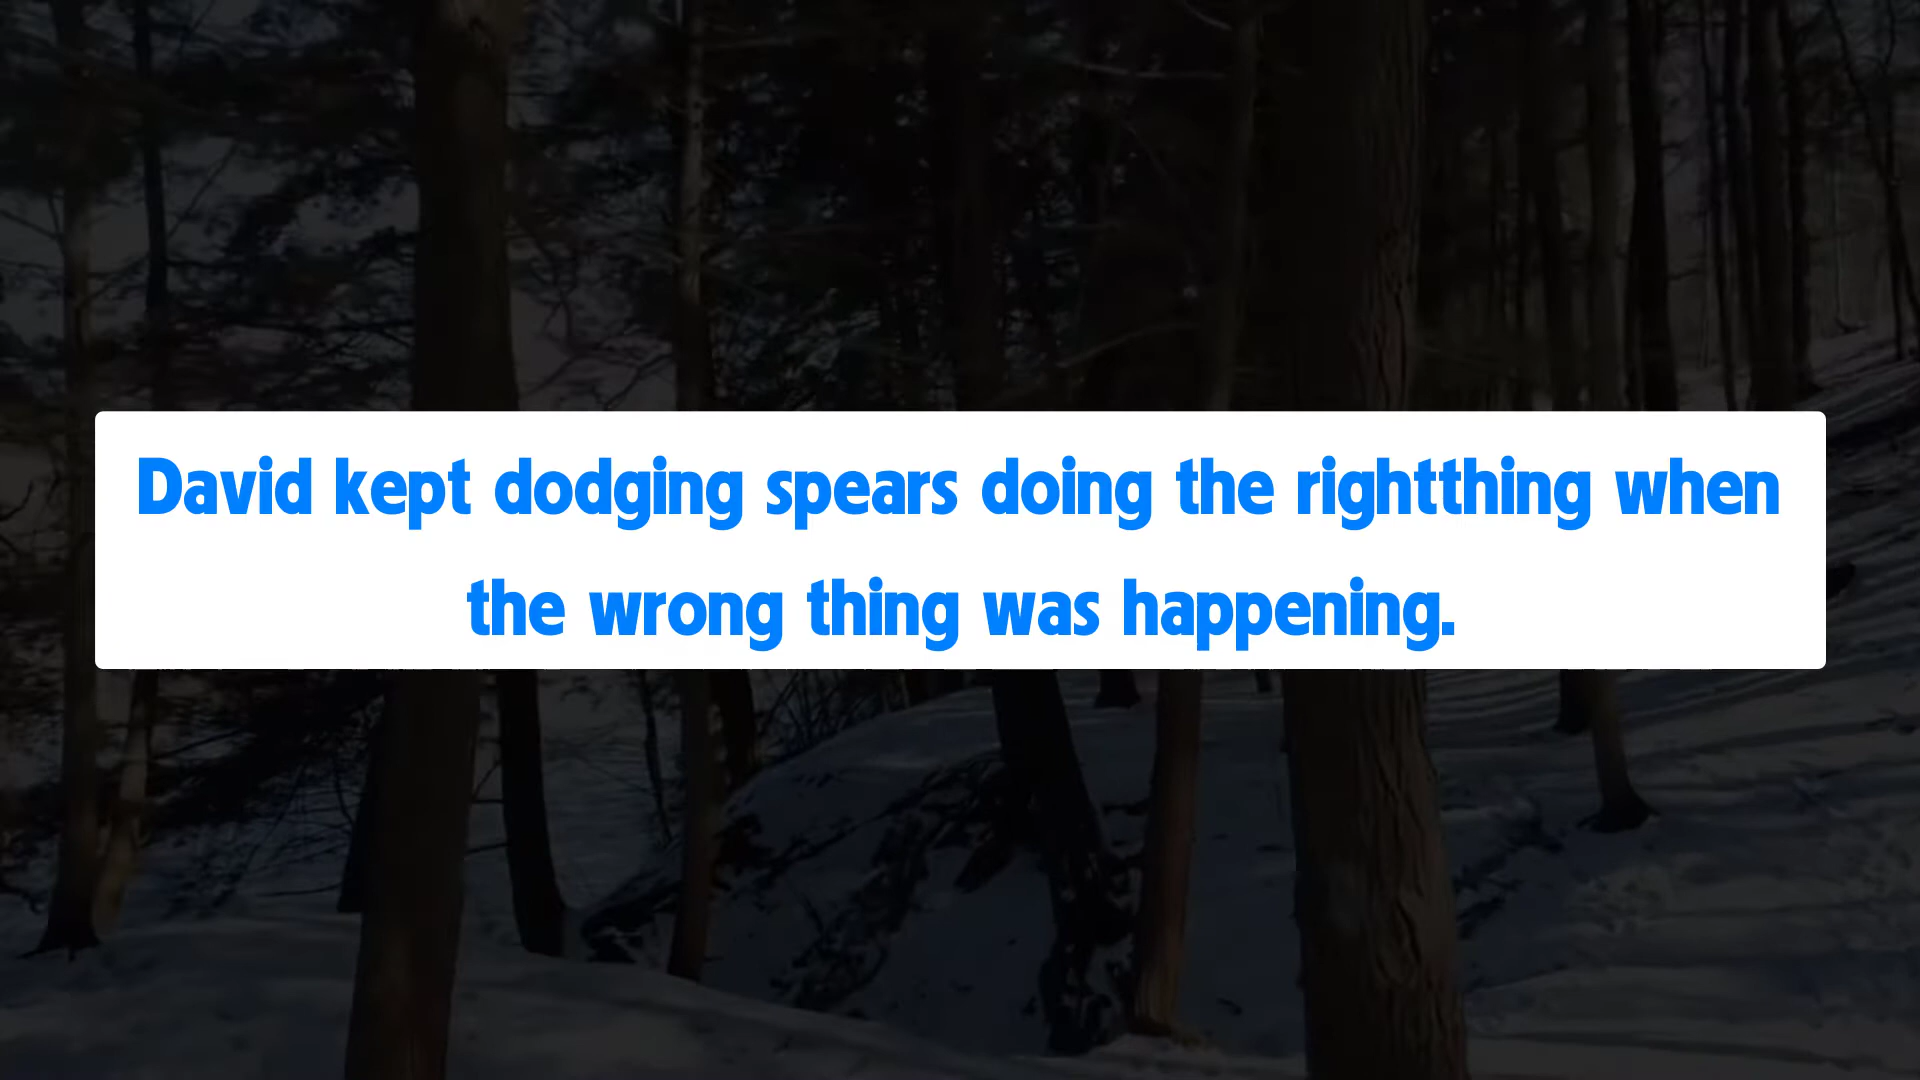 David kept dodging spears doing the rightthing when
the wrong thing was happening.